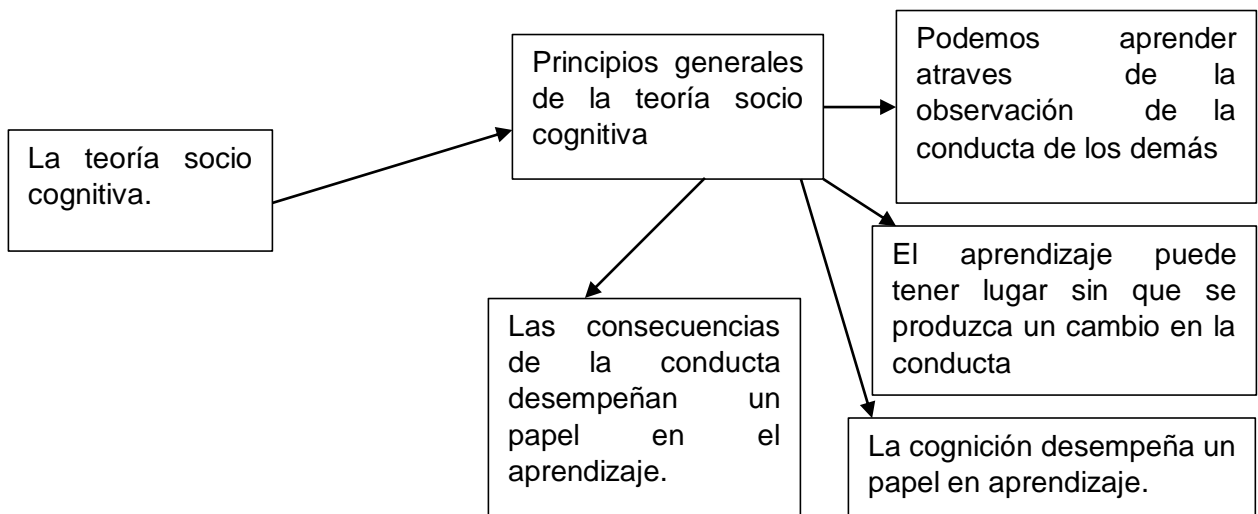 La teoría socio
cognitiva.
Principios generales
de la teoría socio
cognitiva
Podemos aprender
atraves de la
observación de la
conducta de los demás
El aprendizaje puede
tener lugar sin que se
produzca un cambio en la
conducta
Las consecuencias
de la conducta
desempeñan un
papel en el
aprendizaje.
La cognición desempeña un
papel en aprendizaje.